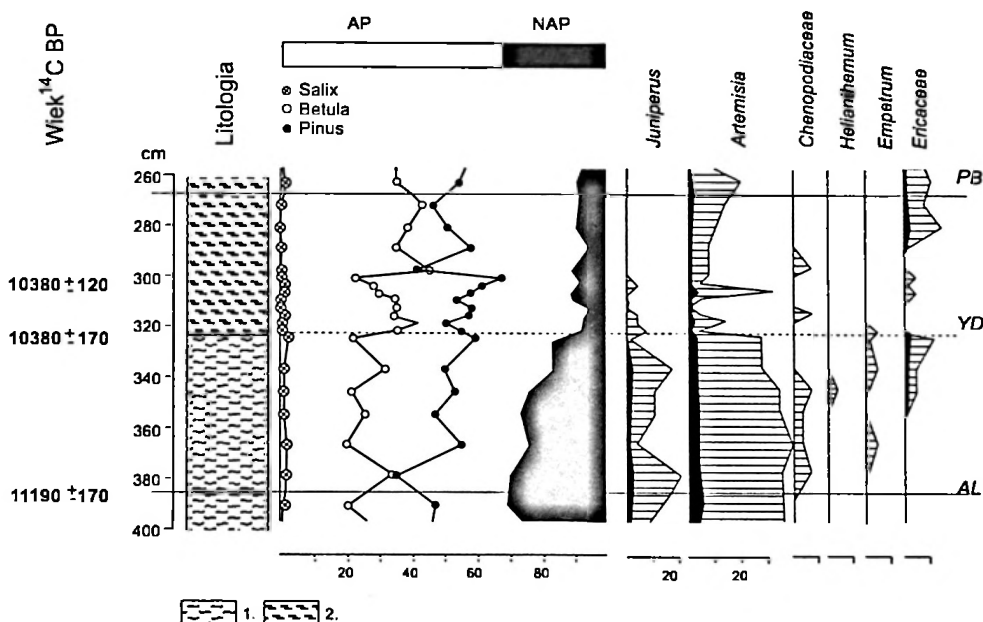 AP NAP
Wiek ¹⁴C BP
Litologia
Salix
Betula
Pinus
Juniperus
Artemisia
Chenopodiaceae
Helianihemum
Empetrum
Ericaceae
cm
260
PB
280
10380 ±120 300
320
YD
10380 ±170
340
360
380
11190 ±170
AL
400
20 40 60 80 20 20
1. 2.